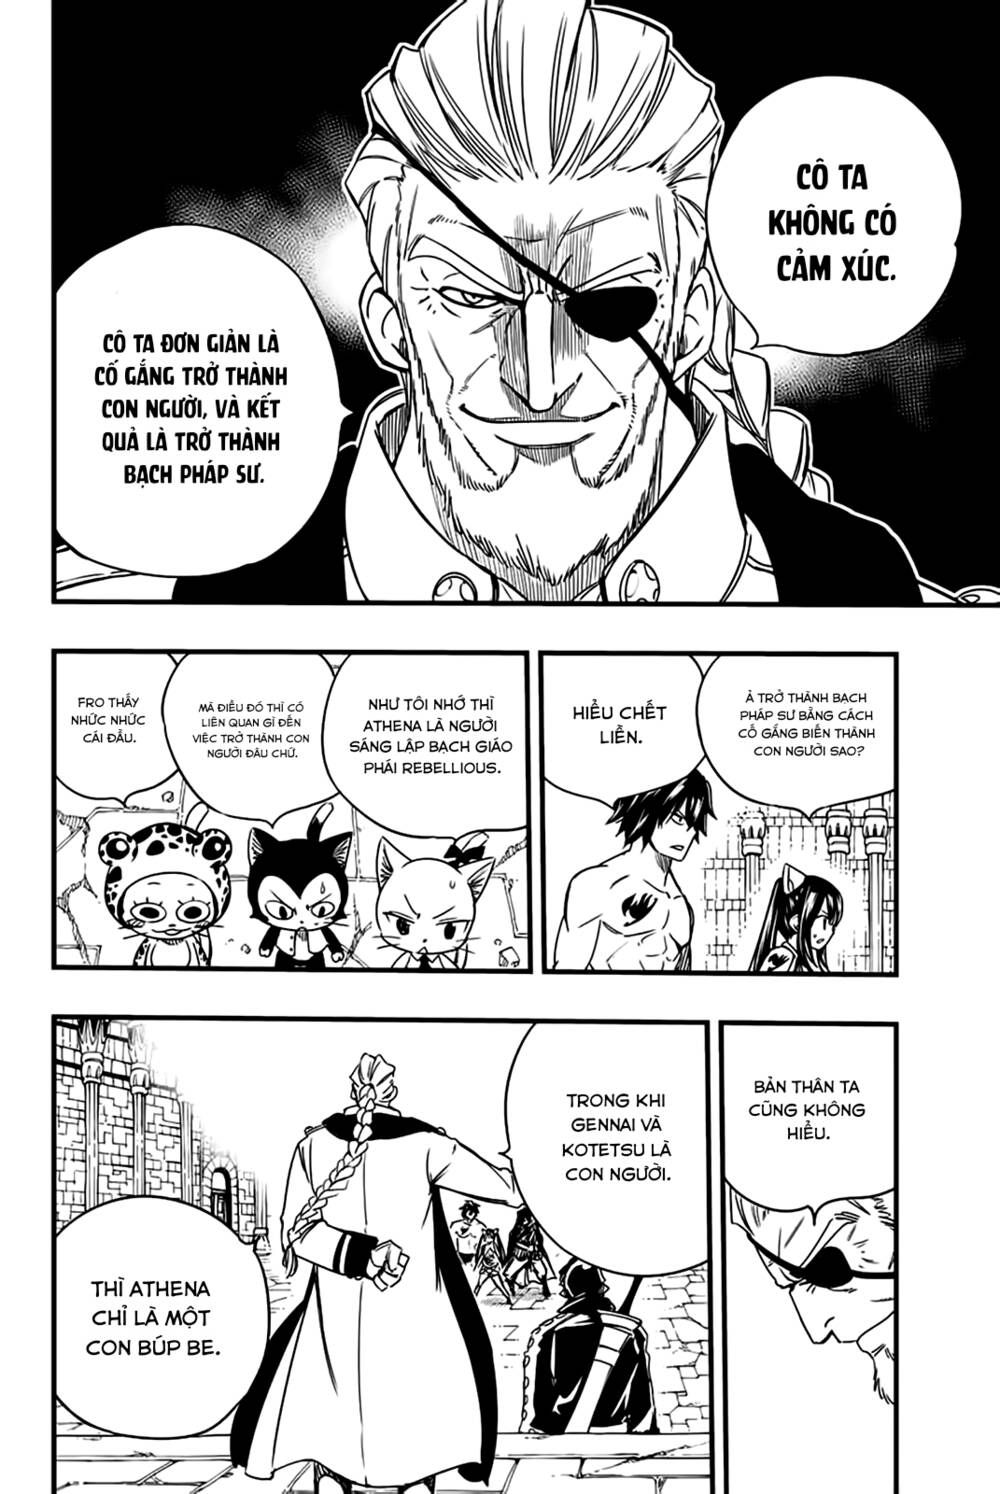 CÔ TA
KHÔNG CÓ
CẢM XÚC.
CÔ TA ĐƠN GIẢN LÀ
CỐ GẮNG TRỞ THÀNH
CON NGƯỜI, VÀ KẾT
QUẢ LÀ TRỞ THÀNH
BẠCH PHÁP SƯ.
Ả TRỞ THÀNH BẠCH
PHÁP SƯ BẰNG CÁCH
CỐ GẮNG BIẾN THÀNH
CON NGƯỜI SAO?
HIỂU CHẾT
LIỀN.
NHƯ TÔI NHỚ THÌ
ATHENA LÀ NGƯỜI
SÁNG LẬP BẠCH GIÁO
PHÁI REBELLIOUS.
MÀ ĐIỀU ĐÓ THÌ CÓ
LIÊN QUAN GÌ ĐẾN
VIỆC TRỞ THÀNH CON
NGƯỜI ĐÂU CHỨ.
FRO THẤY
NHỨC NHỨC
CÁI ĐẦU.
BẢN THÂN TA
CŨNG KHÔNG
HIỂU.
TRONG KHI
GENNAI VÀ
KOTETSU LÀ
CON NGƯỜI.
THÌ ATHENA
CHỈ LÀ MỘT
CON BÚP BE.